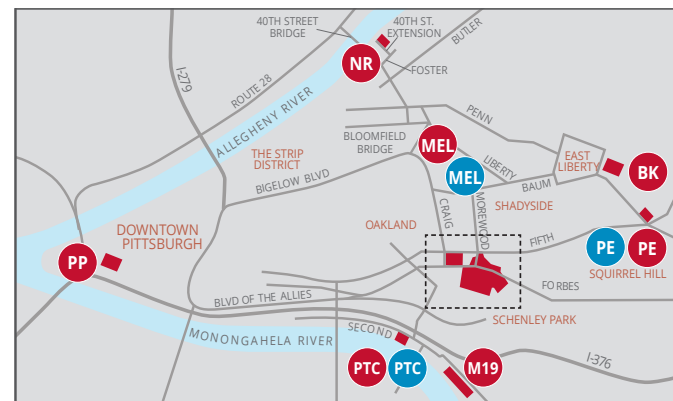 40TH STREET
BRIDGE
40TH ST.
EXTENSION
BUTLER
NR
FOSTER
I-279
ROUTE 28
ALLEGHENY RIVER
PENN
BLOOMFIELD
BRIDGE
MEL
THE STRIP
DISTRICT
LIBERTY
EAST
LIBERTY
BK
MEL
BIGELOW BLVD
BAUM
CRAIG
MOREWOOD
SHADYSIDE
OAKLAND
DOWNTOWN
PITTSBURGH
FIFTH
PE
PE
PP
SQUIRREL HILL
FORBES
BLVD OF THE ALLIES
SCHENLEY PARK
SECOND
MONONGAHELA RIVER
I-376
PTC
PTC
M19